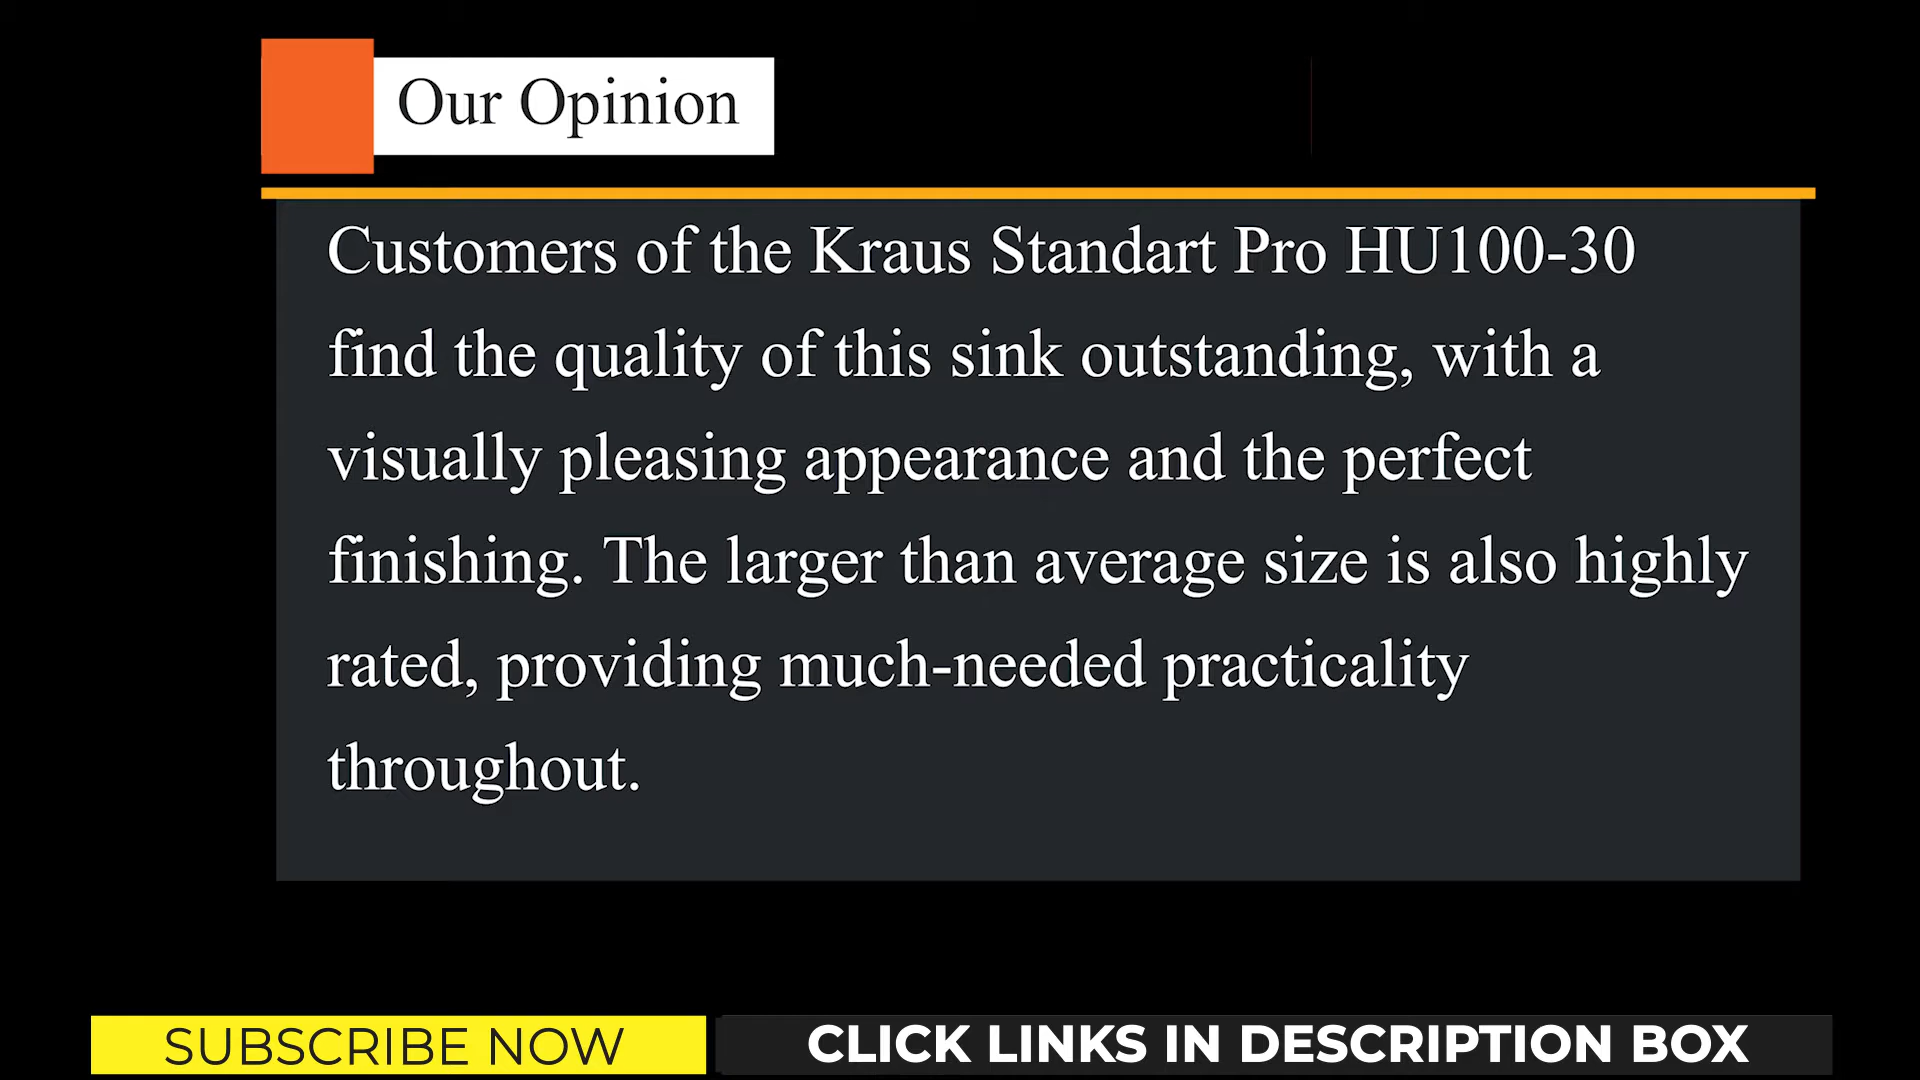 Our Opinion
Customers of the Kraus Standart Pro HU100-30
find the quality of this sink outstanding, with a
visually pleasing appearance and the perfect
finishing. The larger than average size is also highly
rated, providing much-needed practicality
throughout.
SUBSCRIBE NOW
CLICK LINKS IN DESCRIPTION BOX